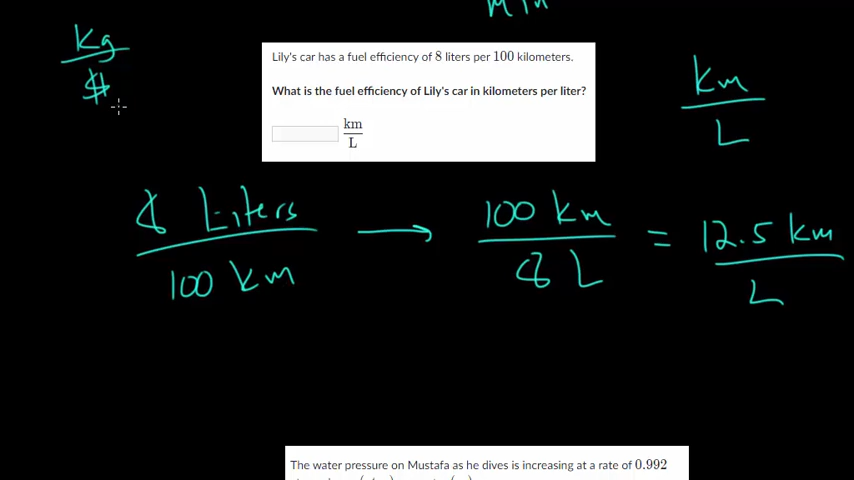 min
kg
$
Lily's car has a fuel efficiency of 8 liters per 100 kilometers.
What is the fuel efficiency of Lily's car in kilometers per liter?
km
L
km
L
8 Liters
100 km
100 km
8 L
= 12.5 km
L
The water pressure on Mustafa as he dives is increasing at a rate of 0.992